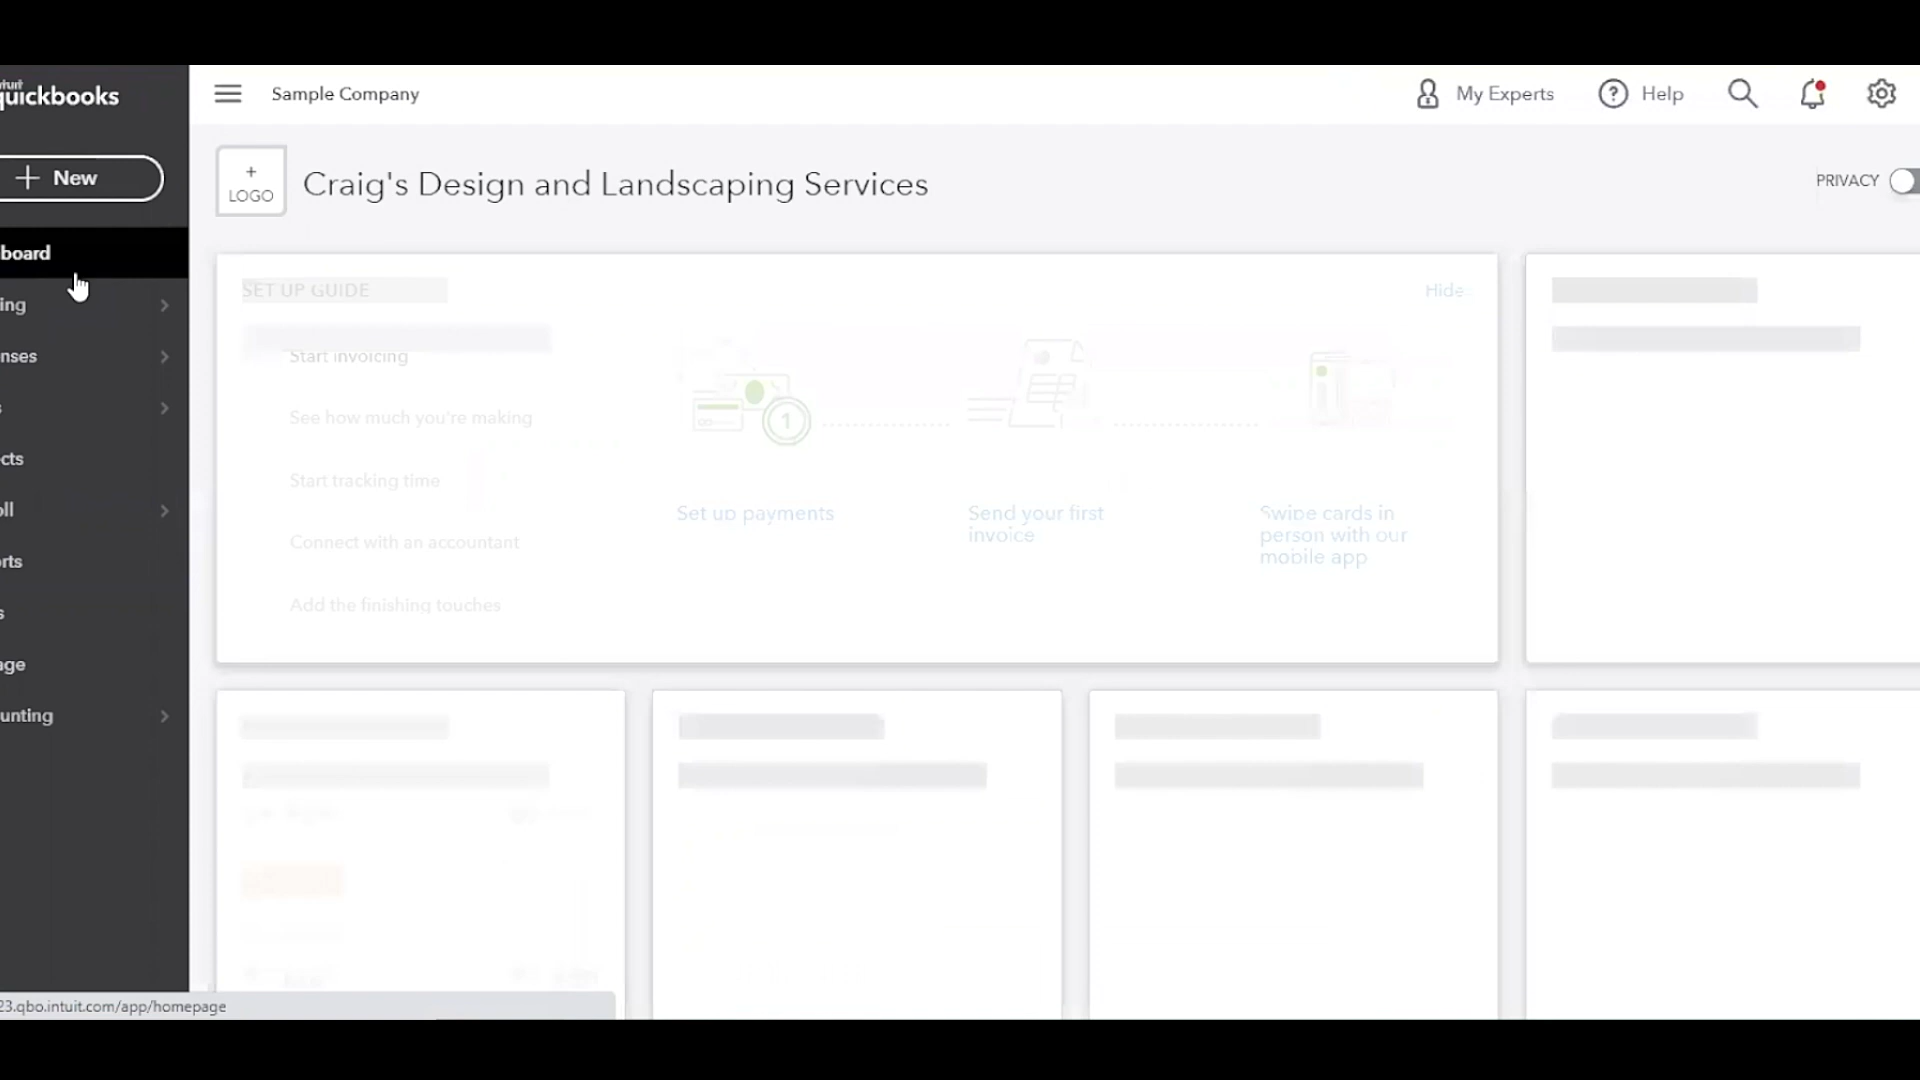 ntuit
quickbooks
Sample Company
My Experts
Help
+ New
+
LOGO
Craig's Design and Landscaping Services
PRIVACY
board
ing
nses
s
cts
oll
rts
s
age
unting
SET UP GUIDE
Hide
Start invoicing
See how much you're making
Start tracking time
Connect with an accountant
Add the finishing touches
1
Set up payments
Send your first
invoice
Swipe cards in
person with our
mobile app
23.qbo.intuit.com/app/homepage